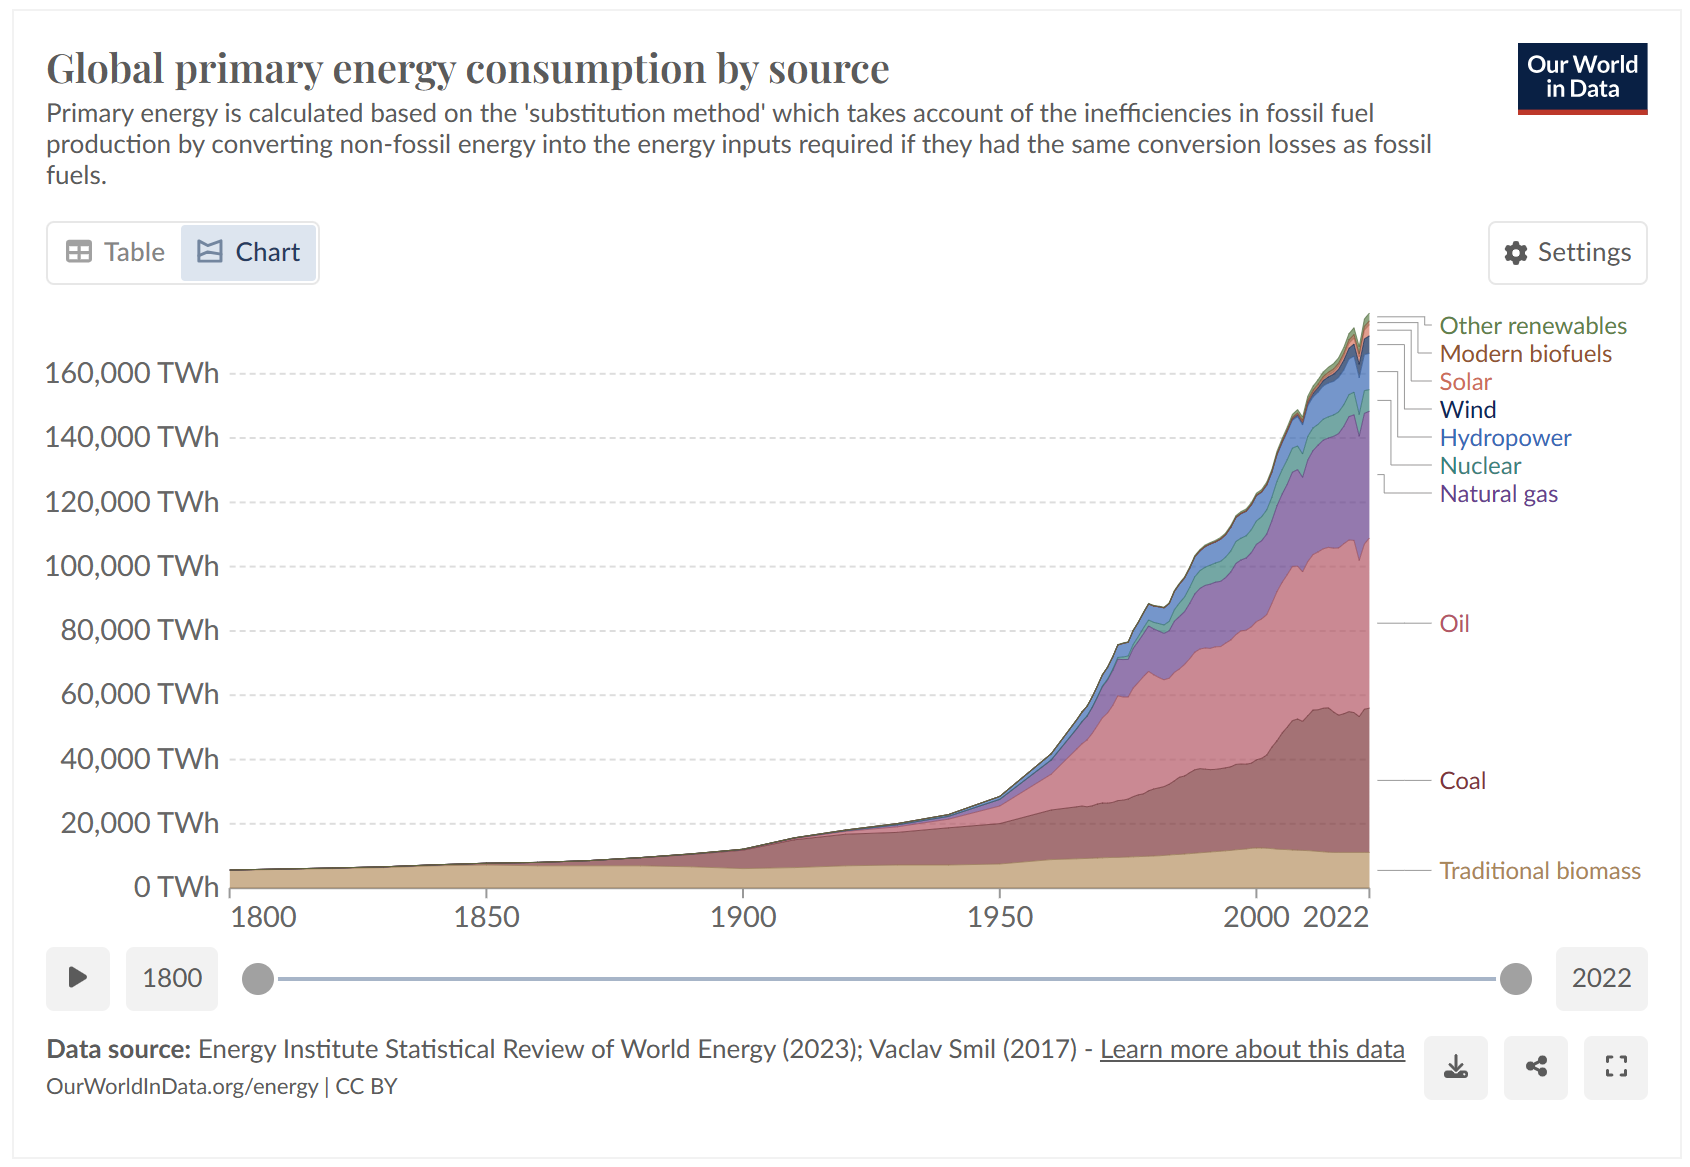 Global primary energy consumption by source
Our World
in Data
Primary energy is calculated based on the 'substitution method' which takes account of the inefficiencies in fossil fuel
production by converting non-fossil energy into the energy inputs required if they had the same conversion losses as fossil
fuels.
Table
Chart
Settings
160,000 TWh
140,000 TWh
120,000 TWh
100,000 TWh
80,000 TWh
60,000 TWh
40,000 TWh
20,000 TWh
0 TWh
Other renewables
Modern biofuels
Solar
Wind
Hydropower
Nuclear
Natural gas
Oil
Coal
Traditional biomass
1800 1850 1900 1950 2000 2022
1800
2022
Data source: Energy Institute Statistical Review of World Energy (2023); Vaclav Smil (2017) - Learn more about this data
OurWorldInData.org/energy | CC BY